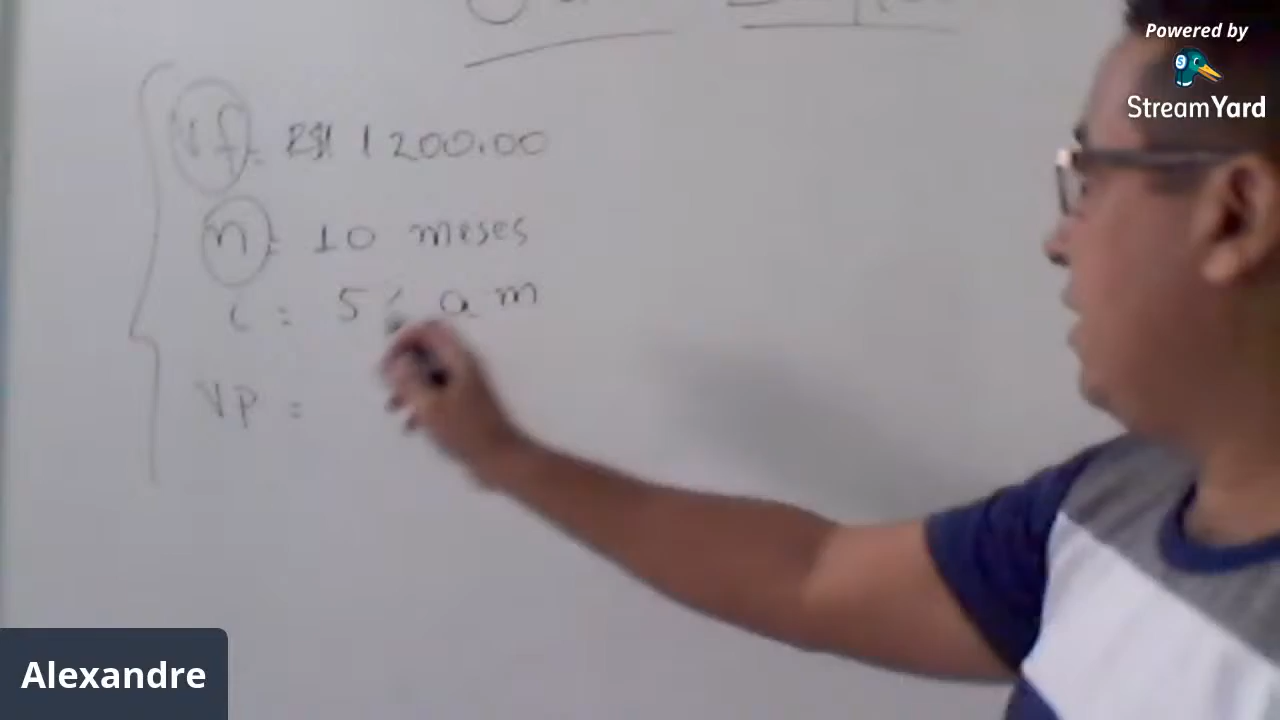 Vf: R$ 1200.00
n: 10 meses
i = 5% a m
VP =
Powered by
StreamYard
Alexandre